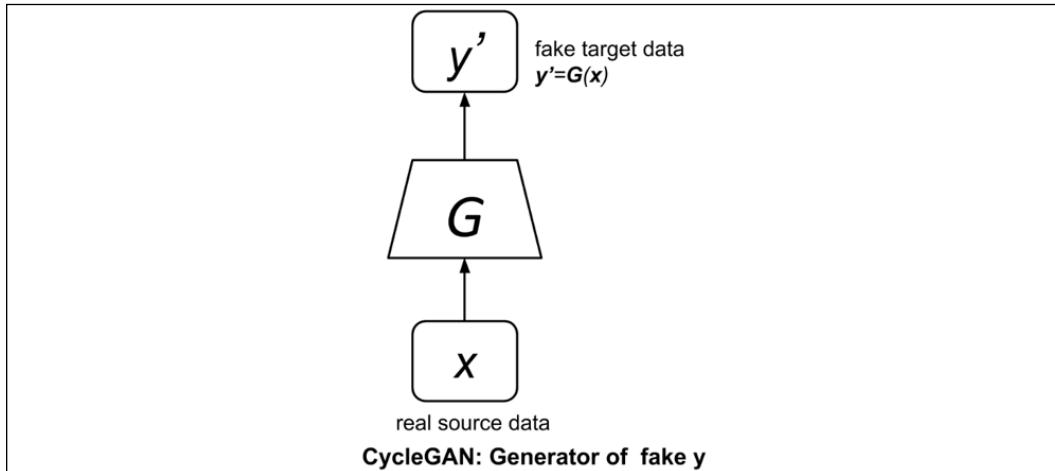 y’
fake target data
y’=G(x)
G
x
real source data
CycleGAN: Generator of fake y